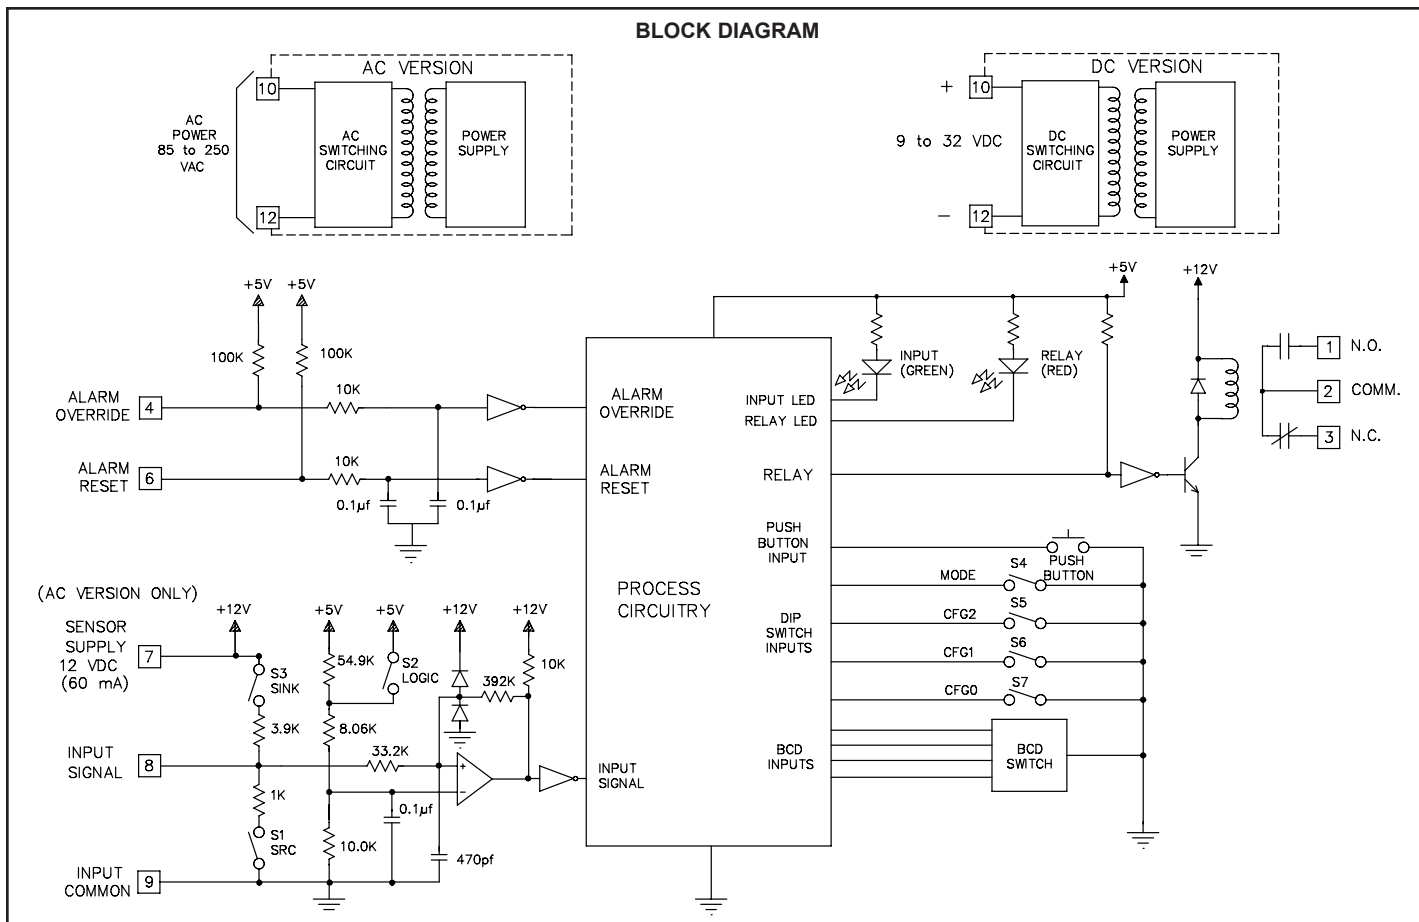 BLOCK DIAGRAM
AC VERSION
10
AC
POWER
85 to 250
VAC
AC
SWITCHING
CIRCUIT
POWER
SUPPLY
12
DC VERSION
+ 10
9 to 32 VDC
DC
SWITCHING
CIRCUIT
POWER
SUPPLY
− 12
+5V +5V
100K 100K
ALARM
OVERRIDE 4
10K
ALARM
OVERRIDE
ALARM
RESET 6
10K
ALARM
RESET
0.1µf 0.1µf
+5V +12V
INPUT
(GREEN)
RELAY
(RED)
INPUT LED
RELAY LED
1 N.O.
2 COMM.
3 N.C.
RELAY
PUSH
BUTTON
INPUT
PUSH
BUTTON
PROCESS
CIRCUITRY
MODE S4
DIP
SWITCH
INPUTS
CFG2 S5
CFG1 S6
CFG0 S7
BCD
INPUTS
BCD
SWITCH
(AC VERSION ONLY)
+12V +5V +5V +12V +12V
SENSOR
SUPPLY
12 VDC
(60 mA)
7
S3
SINK
54.9K
S2
LOGIC
392K
10K
3.9K
8.06K
33.2K
INPUT
SIGNAL 8
+
−
INPUT
SIGNAL
1K
0.1µf
S1
SRC
10.0K
470pf
INPUT
COMMON 9